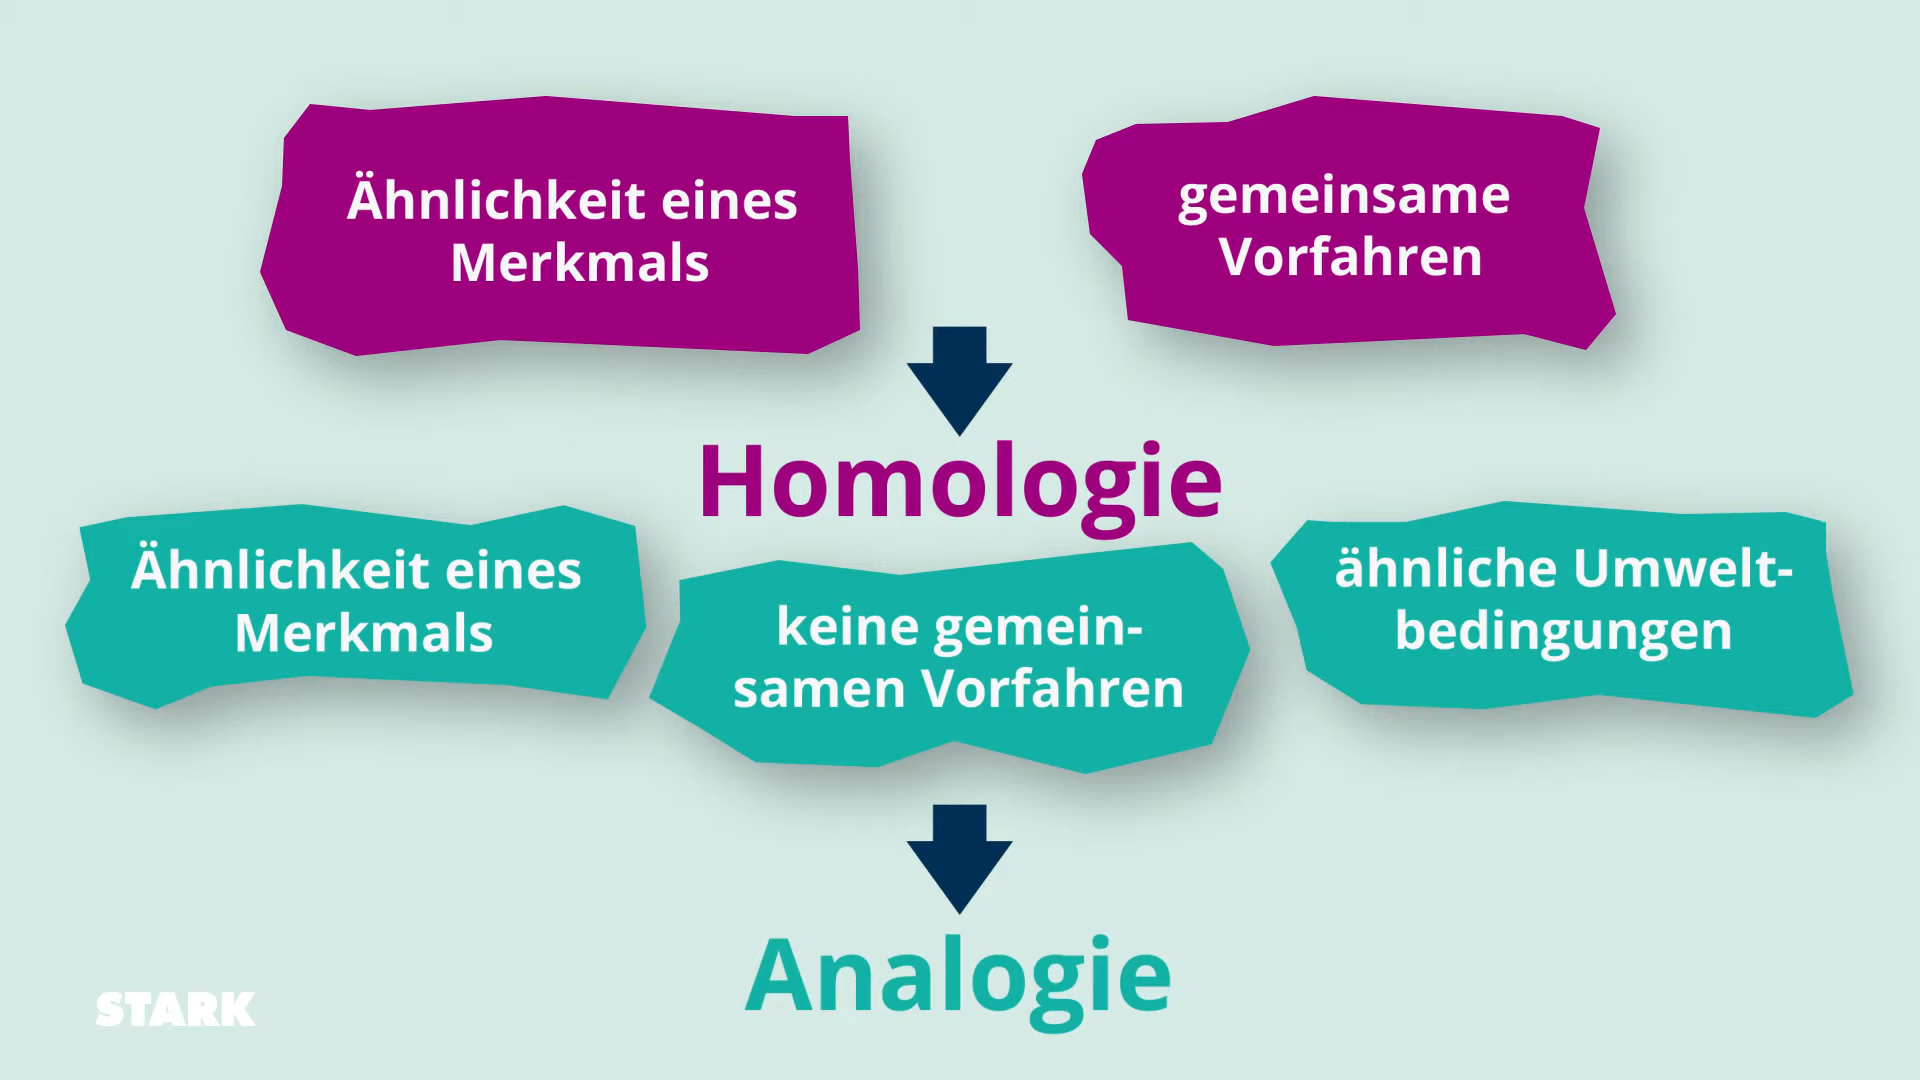 Ähnlichkeit eines
Merkmals
gemeinsame
Vorfahren
Homologie
Ähnlichkeit eines
Merkmals
keine gemein-
samen Vorfahren
ähnliche Umwelt-
bedingungen
Analogie
STARK